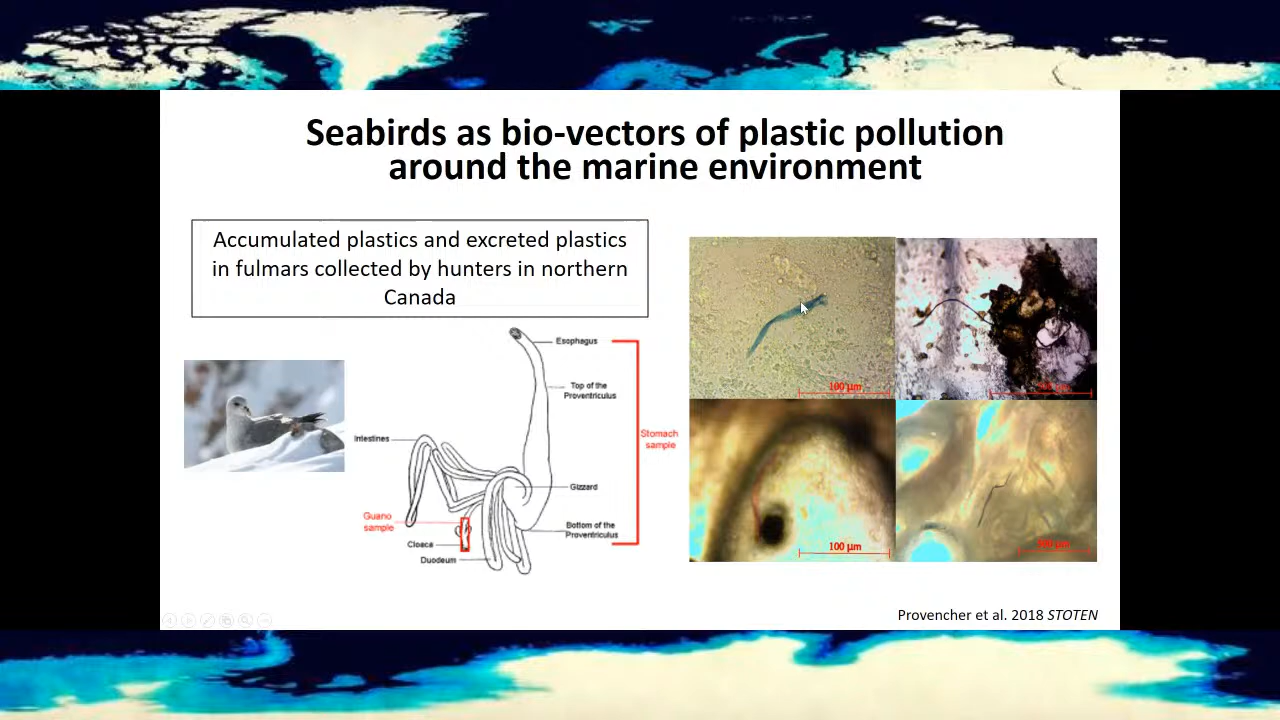 Seabirds as bio-vectors of plastic pollution
around the marine environment
Accumulated plastics and excreted plastics
in fulmars collected by hunters in northern
Canada
Esophagus
Top of the
Proventriculus
Intestines
Stomach
sample
Gizzard
Guano
sample
Bottom of the
Proventriculus
Cloaca
Duodeum
100 µm
100 µm
Provencher et al. 2018 STOTEN